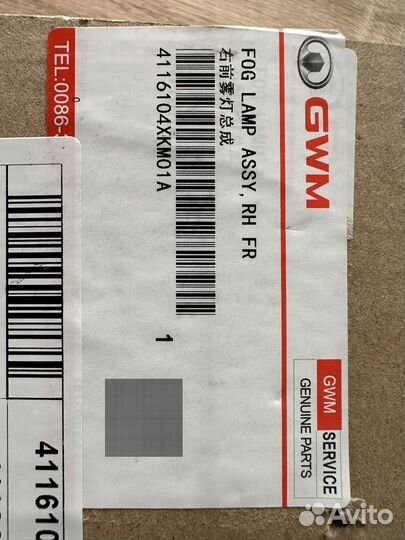 GWM
FOG LAMP ASSY,RH FR
右前雾灯总成
4116104XKM01A
1
GWM
GENUINE PARTS
SERVICE
TEL:0086-
411610
Avito